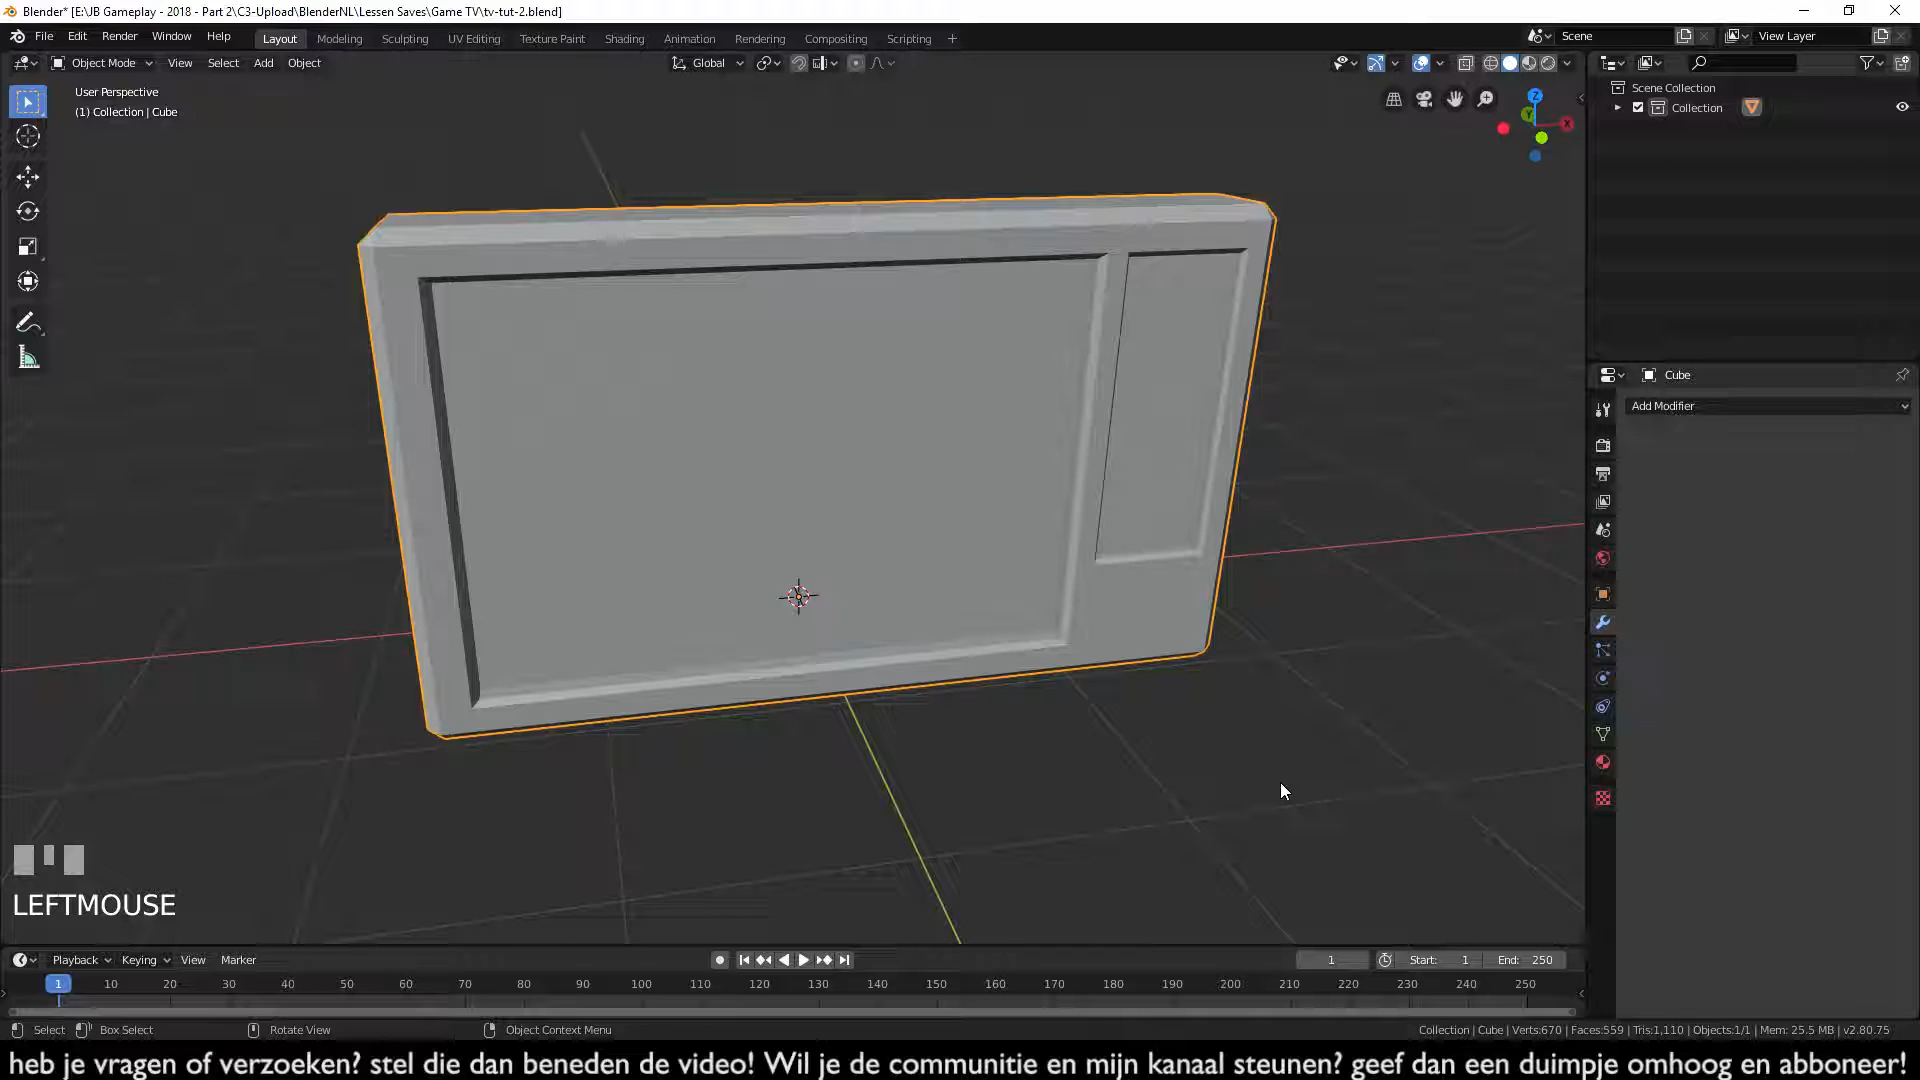 Blender* [E:\JB Gameplay - 2018 - Part 2\C3-Upload\BlenderNL\Lessen Saves\Game TV\tv-tut-2.blend]
File Edit Render Window Help Layout Modeling Sculpting UV Editing Texture Paint Shading Animation Rendering Compositing Scripting + Scene View Layer
Object Mode View Select Add Object Global
User Perspective
(1) Collection | Cube
Scene Collection
Collection
Cube
Add Modifier
X
Y
Z
LEFTMOUSE
Playback Keying View Marker 1 Start: 1 End: 250
1 10 20 30 40 50 60 70 80 90 100 110 120 130 140 150 160 170 180 190 200 210 220 230 240 250
Select Box Select Rotate View Object Context Menu Collection | Cube | Verts:670 | Faces:559 | Tris:1,110 | Objects:1/1 | Mem: 25.5 MB | v2.80.75
heb je vragen of verzoeken? stel die dan beneden de video! Wil je de communitie en mijn kanaal steunen? geef dan een duimpje omhoog en abboneer!